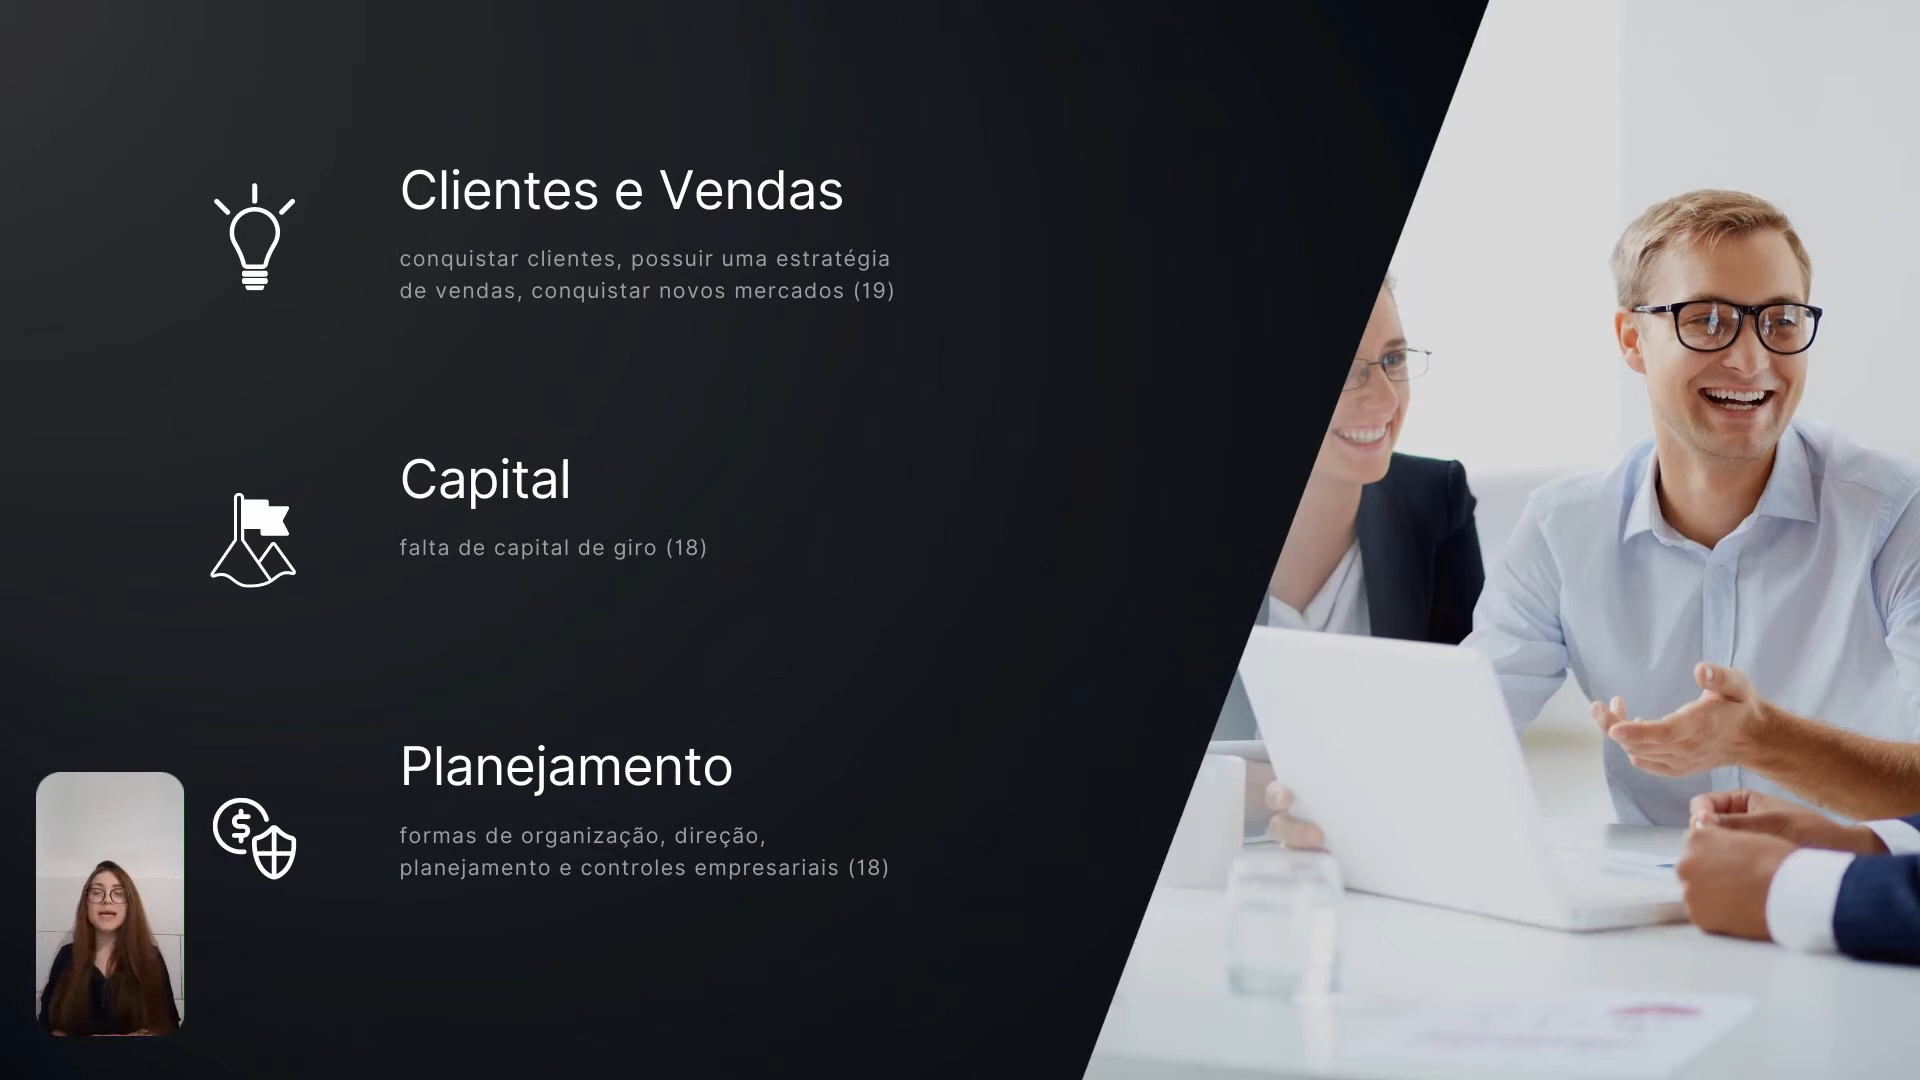 Clientes e Vendas
conquistar clientes, possuir uma estratégia
de vendas, conquistar novos mercados (19)
Capital
falta de capital de giro (18)
Planejamento
formas de organização, direção,
planejamento e controles empresariais (18)